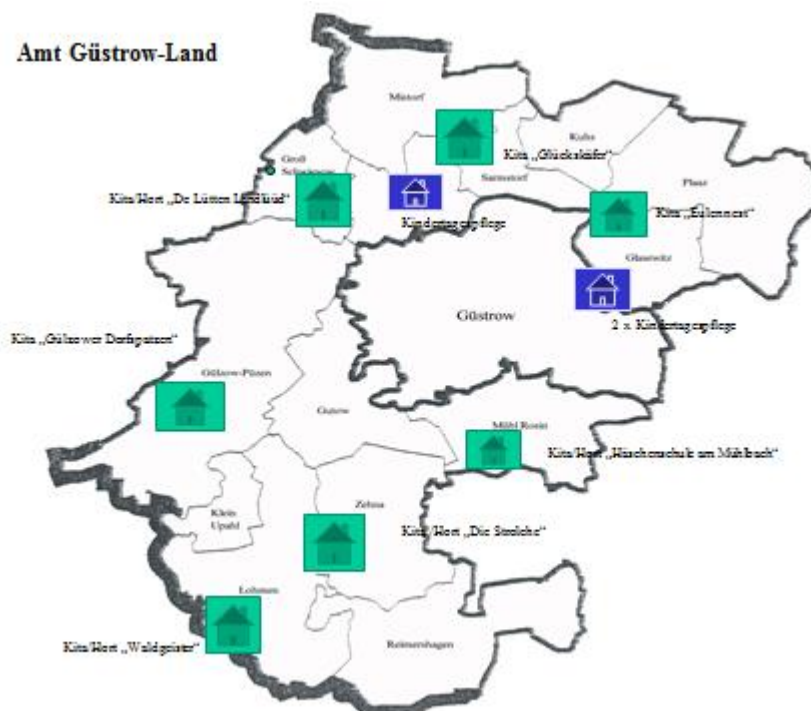 Amt Güstrow-Land
Mistorf
Kuhs
Kita „Glückskäfer"
Groß
Schwiesow
Sarmstorf
Plaaz
Kita/Hort „De Lütten Landlüüd"
Kindertagespflege
Kita „Eulennest"
Glasewitz
Güstrow
2 x Kindertagespflege
Kita „Gülzower Dorfspatzen"
Gülzow-Prüzen
Gutow
Mühl Rosin
Kita/Hort „Häschenschule am Mühlbach"
Klein
Upahl
Zehna
Kita /Hort „Die Strolche"
Lohmen
Kita/Hort „Waldgeister"
Reimershagen